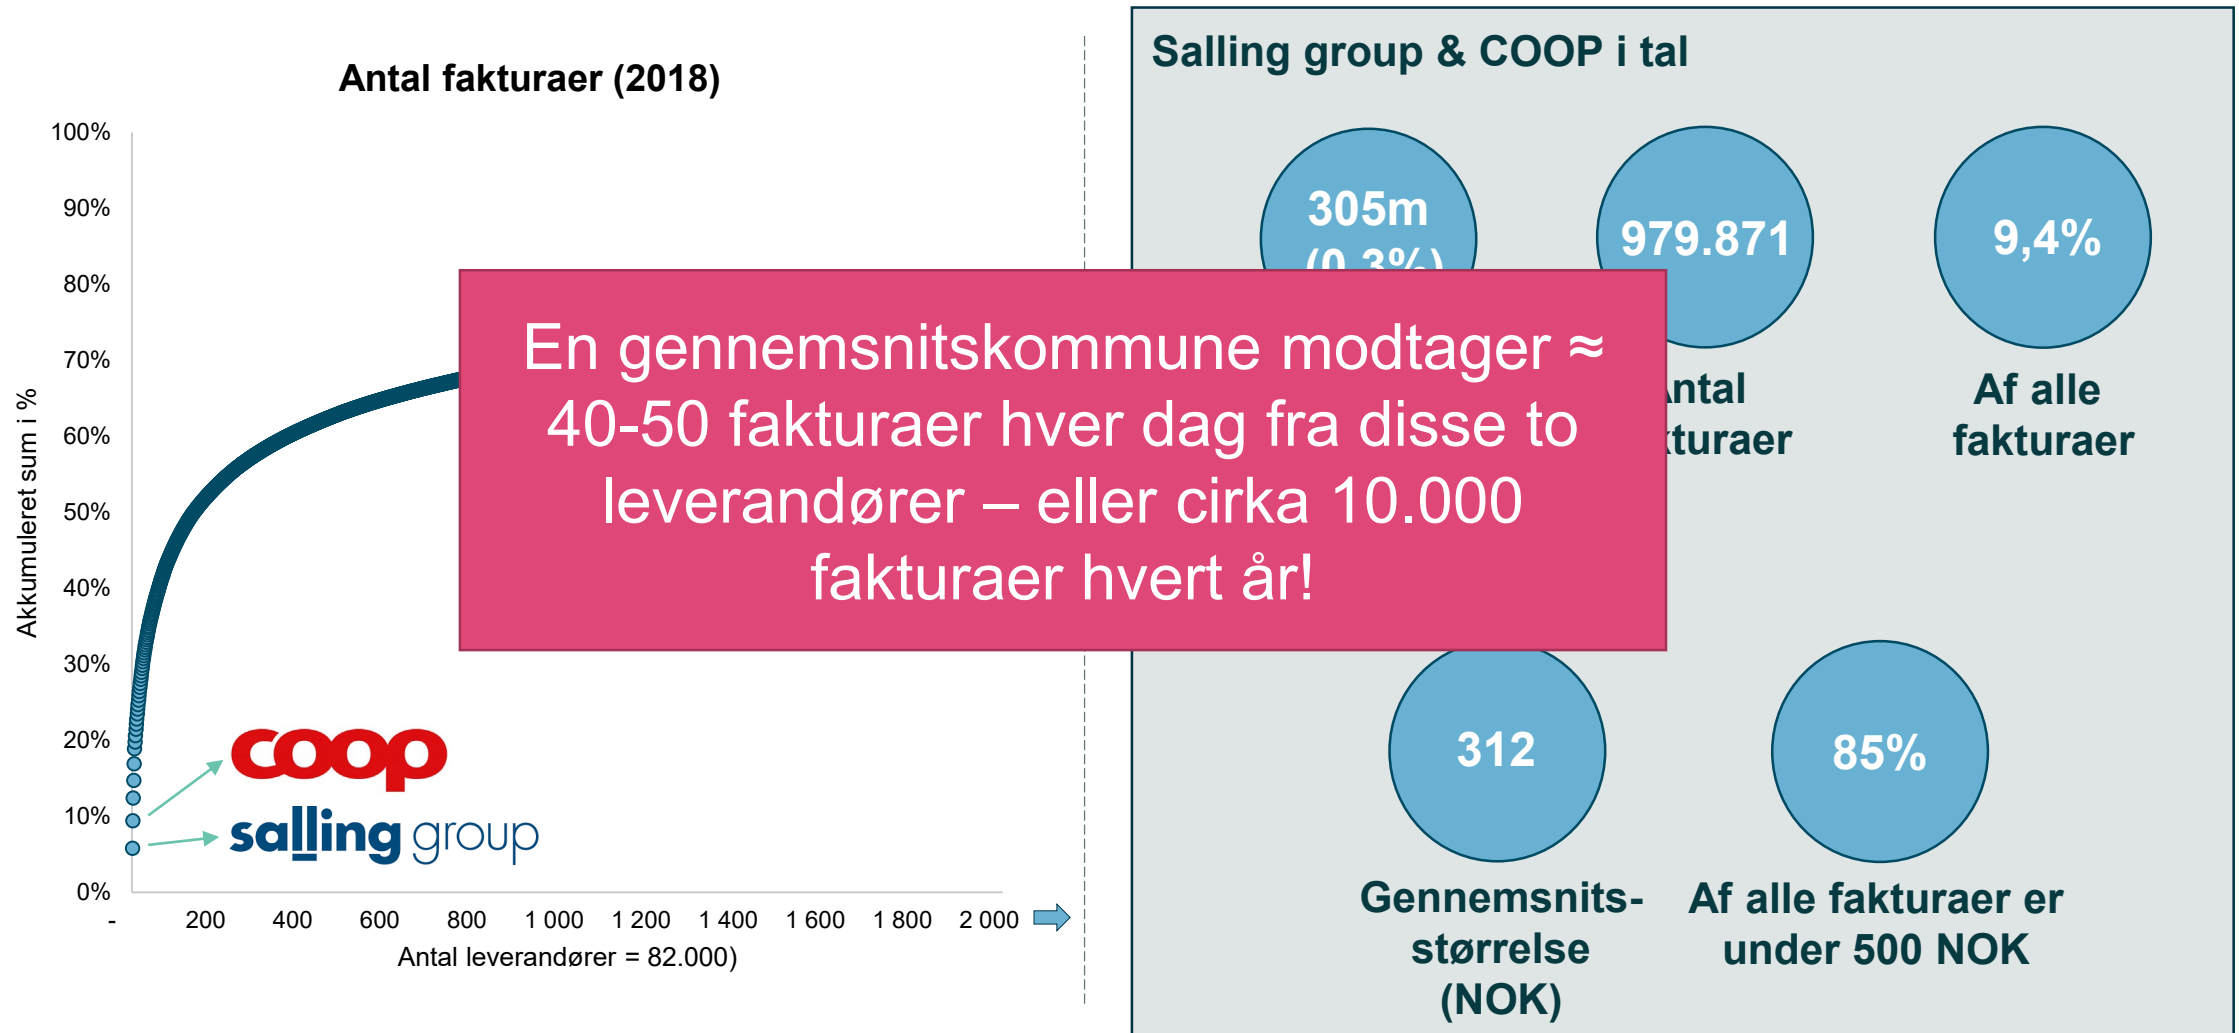 Antal fakturaer (2018)
100%
90%
80%
70%
60%
50%
40%
30%
20%
10%
0%
Akkumuleret sum i %
-
200
400
600
800
1 000
1 200
1 400
1 600
1 800
2 000
Antal leverandører = 82.000)
coop
salling group
Salling group & COOP i tal
305m
(0,3%)
979.871
Antal
fakturaer
9,4%
Af alle
fakturaer
En gennemsnitskommune modtager ≈
40-50 fakturaer hver dag fra disse to
leverandører – eller cirka 10.000
fakturaer hvert år!
312
Gennemsnits-
størrelse
(NOK)
85%
Af alle fakturaer er
under 500 NOK